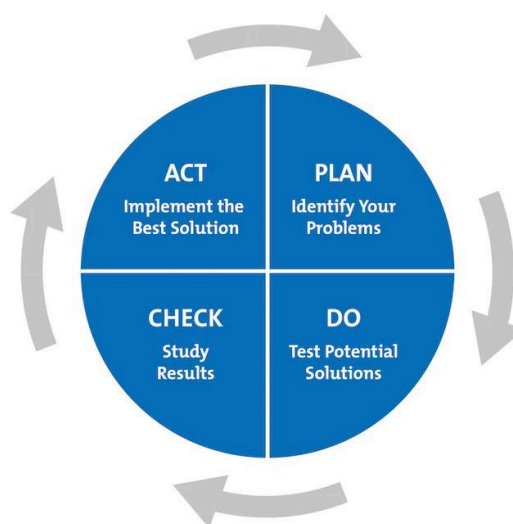 ACT
Implement the
Best Solution
PLAN
Identify Your
Problems
CHECK
Study
Results
DO
Test Potential
Solutions